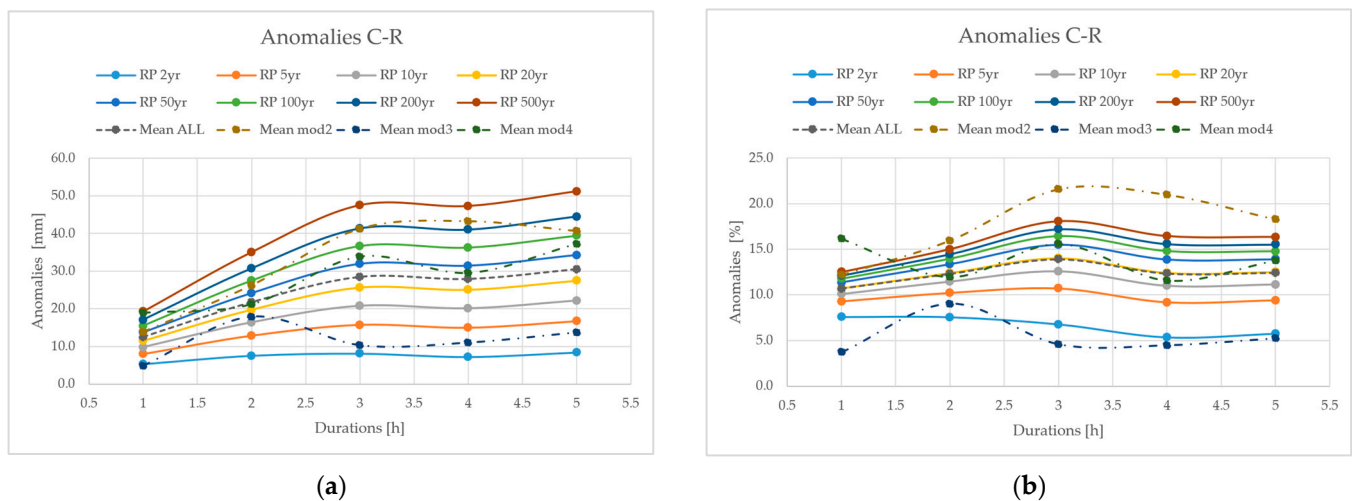 Anomalies C-R
RP 2yr RP 5yr RP 10yr RP 20yr
RP 50yr RP 100yr RP 200yr RP 500yr
Mean ALL Mean mod2 Mean mod3 Mean mod4
60.0
50.0
40.0
30.0
20.0
10.0
0.0
Anomalies [mm]
0.5 1 1.5 2 2.5 3 3.5 4 4.5 5 5.5
Durations [h]
(a)
Anomalies C-R
RP 2yr RP 5yr RP 10yr RP 20yr
RP 50yr RP 100yr RP 200yr RP 500yr
Mean ALL Mean mod2 Mean mod3 Mean mod4
25.0
20.0
15.0
10.0
5.0
0.0
Anomalies [%]
0.5 1 1.5 2 2.5 3 3.5 4 4.5 5 5.5
Durations [h]
(b)